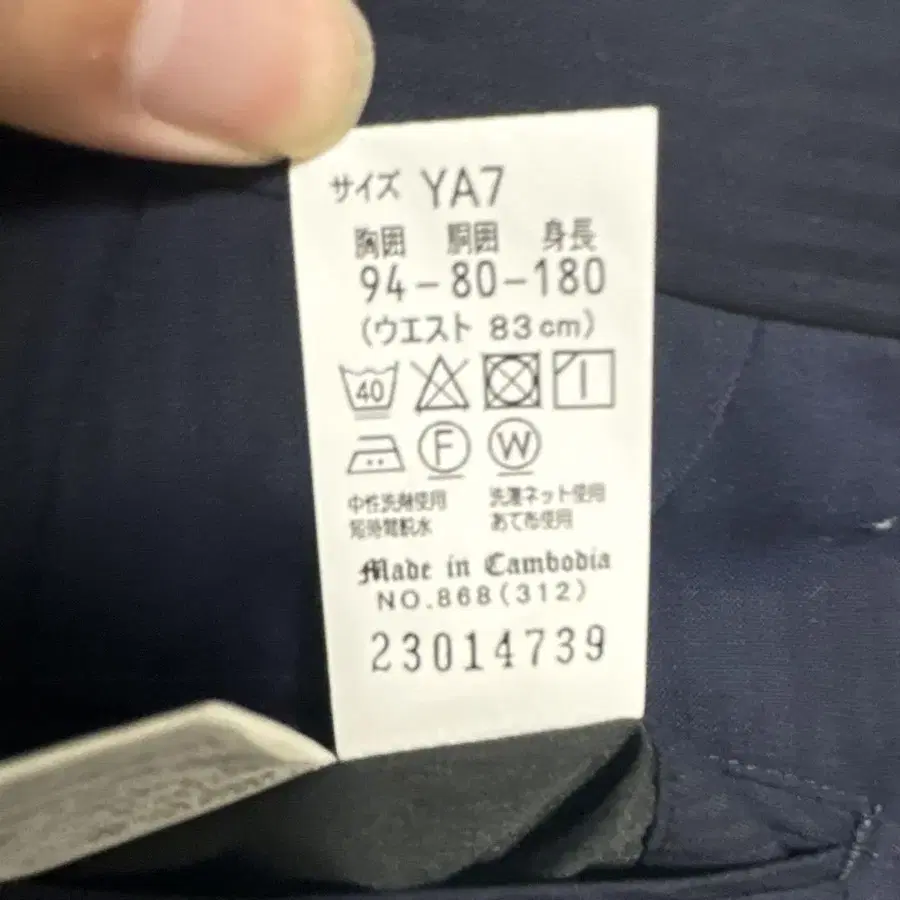 サイズ YA7
胸囲 胴囲 身長
94-80-180
(ウエスト 83cm)
40
F W
中性洗剤使用 洗濯ネット使用
短時間脱水 あて布使用
Made in Cambodia
NO.868(312)
23014739